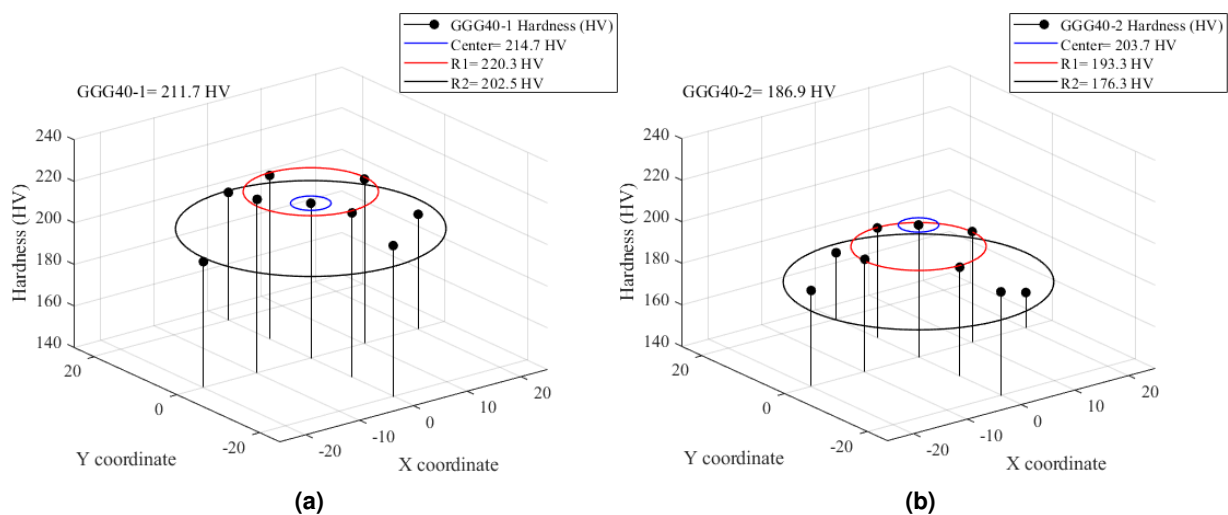 GGG40-1 Hardness (HV)
Center= 214.7 HV
R1= 220.3 HV
R2= 202.5 HV
GGG40-1= 211.7 HV
240
220
200
180
160
140
Hardness (HV)
20
0
-20
Y coordinate
-20
-10
0
10
20
X coordinate
(a)
GGG40-2 Hardness (HV)
Center= 203.7 HV
R1= 193.3 HV
R2= 176.3 HV
GGG40-2= 186.9 HV
240
220
200
180
160
140
Hardness (HV)
20
0
-20
Y coordinate
-20
-10
0
10
20
X coordinate
(b)